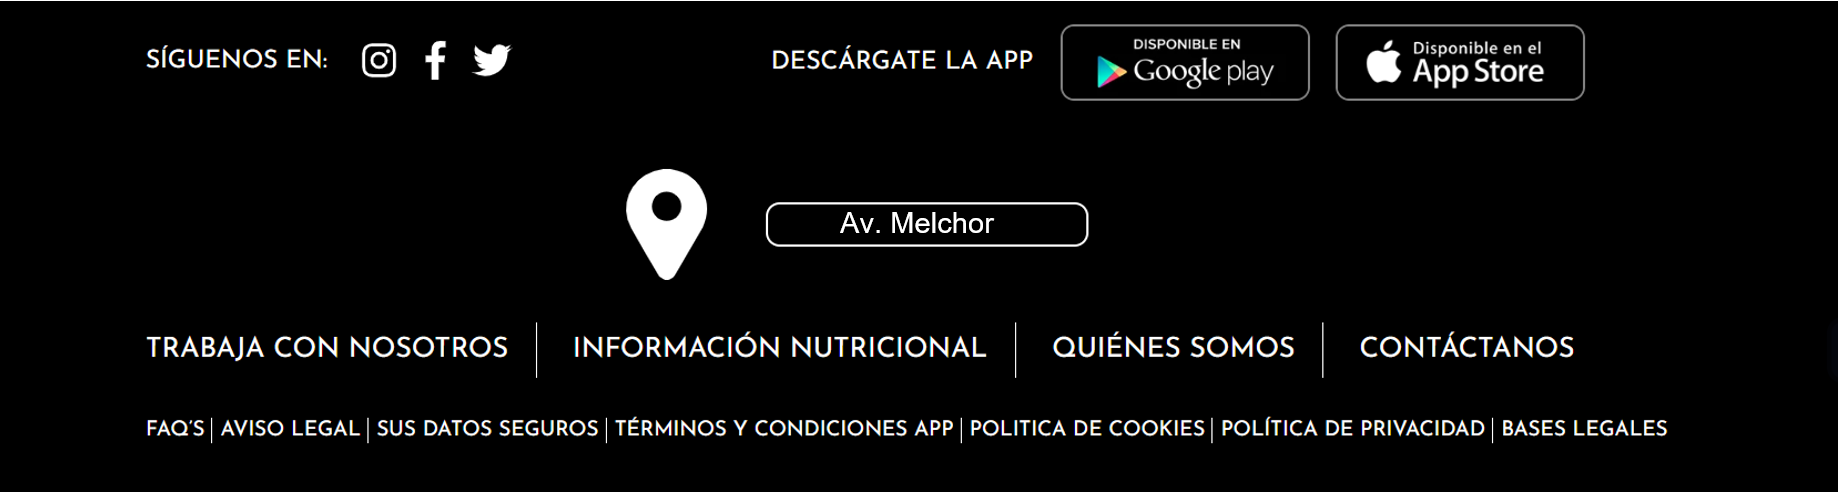 SÍGUENOS EN:
DESCÁRGATE LA APP
DISPONIBLE EN
Google play
Disponible en el
App Store
Av. Melchor
TRABAJA CON NOSOTROS
INFORMACIÓN NUTRICIONAL
QUIÉNES SOMOS
CONTÁCTANOS
FAQ'S | AVISO LEGAL | SUS DATOS SEGUROS | TÉRMINOS Y CONDICIONES APP | POLITICA DE COOKIES | POLÍTICA DE PRIVACIDAD | BASES LEGALES